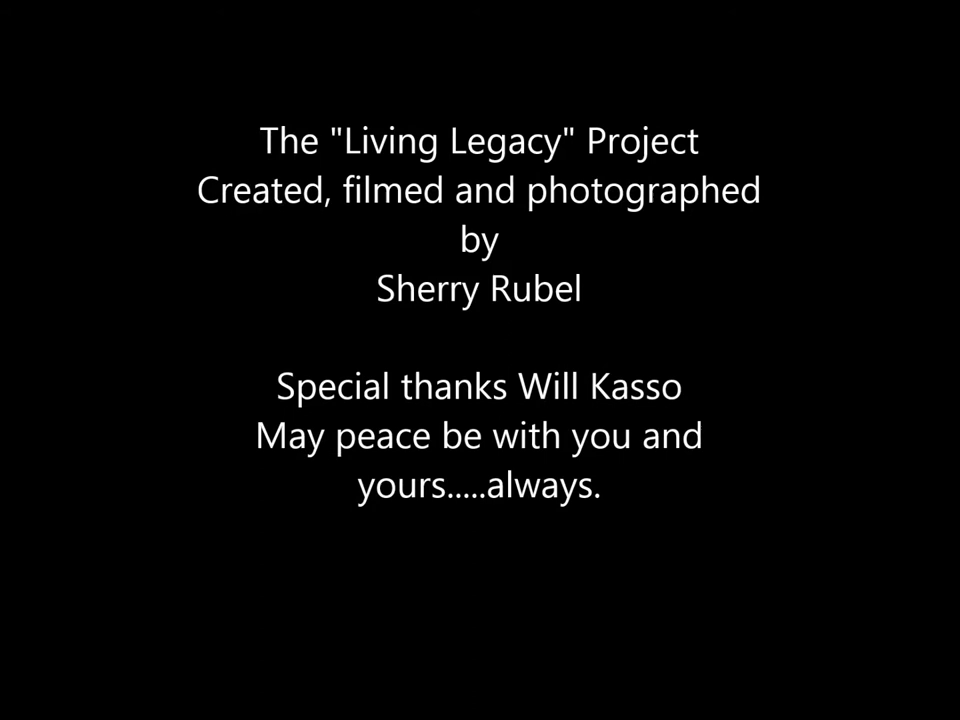 The "Living Legacy" Project
Created, filmed and photographed
by
Sherry Rubel
Special thanks Will Kasso
May peace be with you and
yours.....always.